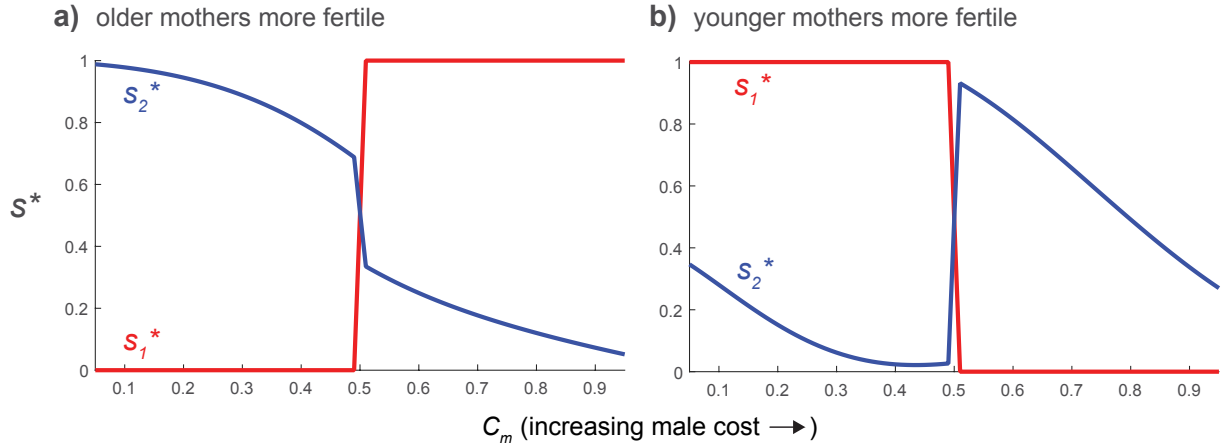 a) older mothers more fertile
b) younger mothers more fertile
S*
1
0.8
0.6
0.4
0.2
0
s2*
s1*
0.1 0.2 0.3 0.4 0.5 0.6 0.7 0.8 0.9
1
0.8
0.6
0.4
0.2
0
s1*
s2*
0.1 0.2 0.3 0.4 0.5 0.6 0.7 0.8 0.9
Cm (increasing male cost →)